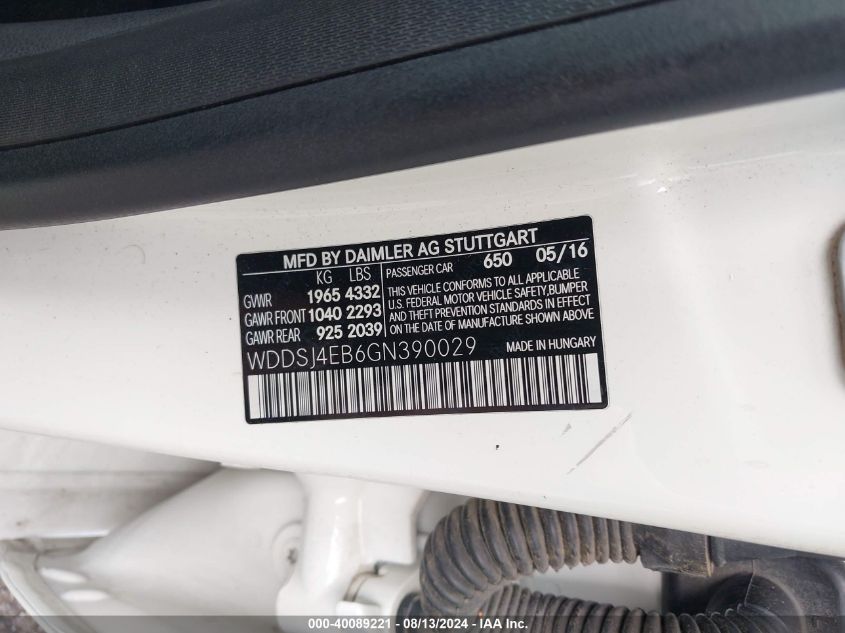 MFD BY DAIMLER AG STUTTGART
KG LBS
GVWR 1965 4332
GAWR FRONT 1040 2293
GAWR REAR 925 2039
PASSENGER CAR 650 05/16
THIS VEHICLE CONFORMS TO ALL APPLICABLE
U.S. FEDERAL MOTOR VEHICLE SAFETY,BUMPER
AND THEFT PREVENTION STANDARDS IN EFFECT
ON THE DATE OF MANUFACTURE SHOWN ABOVE
WDDSJ4EB6GN390029 MADE IN HUNGARY
000-40089221 - 08/13/2024 - IAA Inc.